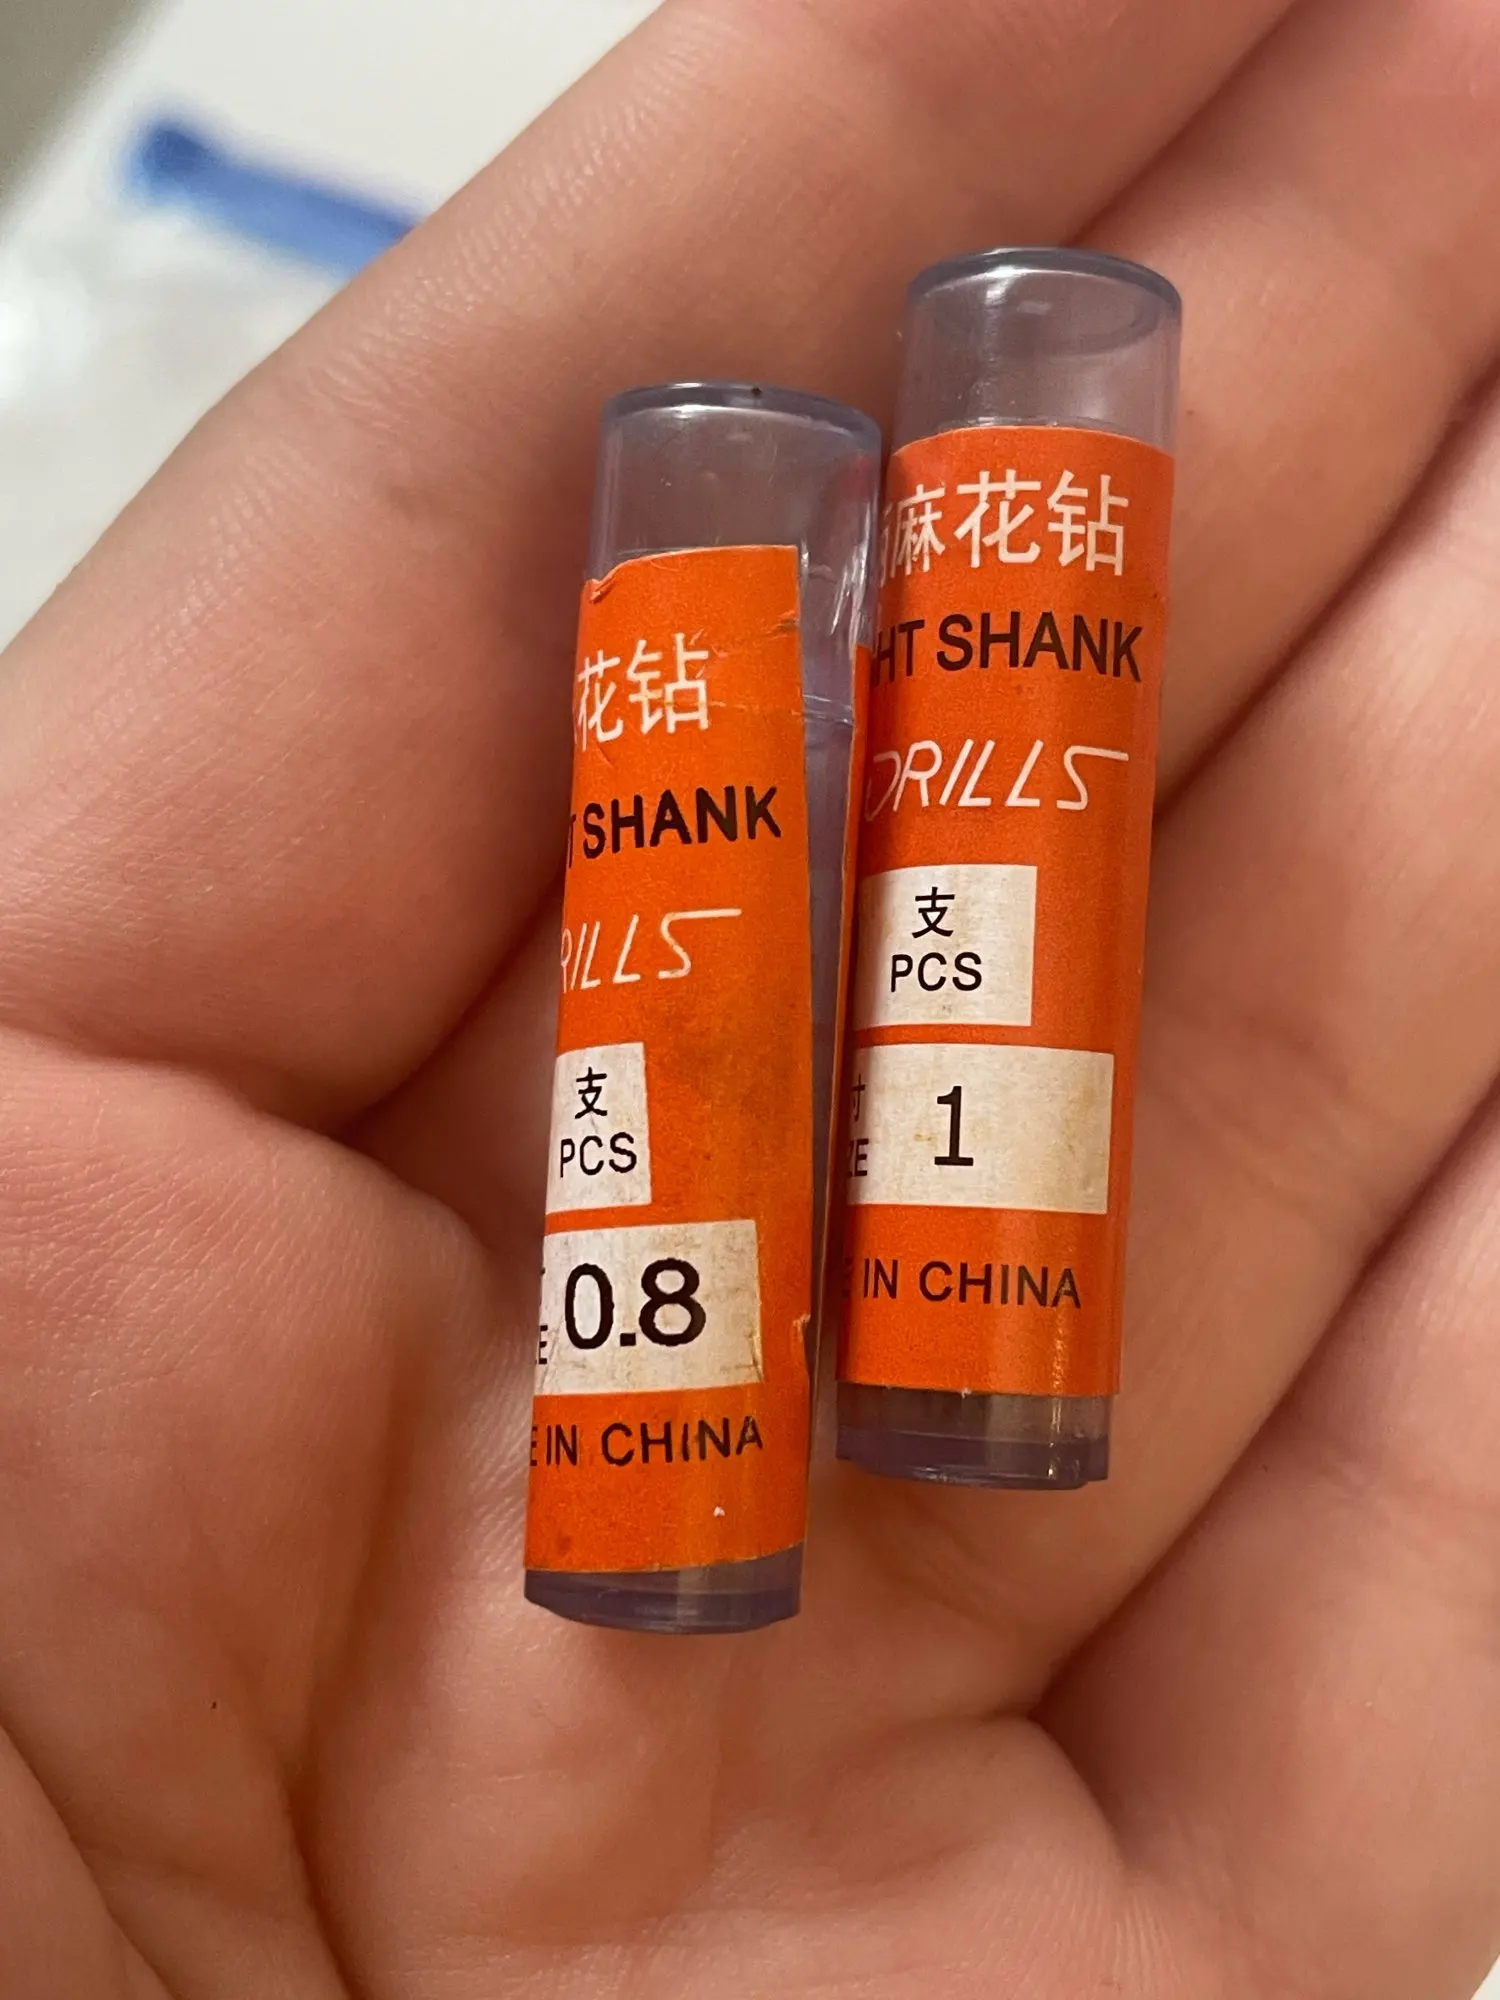 花钻
SHANK
RILLS
支
PCS
0.8
IN CHINA
麻花钻
HT SHANK
DRILLS
支
PCS
寸
ZE
1
IN CHINA